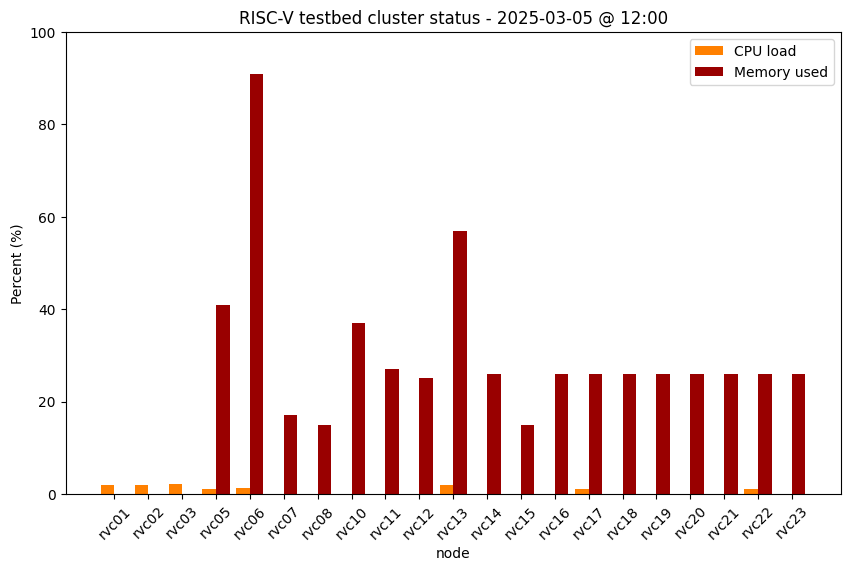 RISC-V testbed cluster status - 2025-03-05 @ 12:00
CPU load
Memory used
Percent (%)
100
80
60
40
20
0
rvc01
rvc02
rvc03
rvc05
rvc06
rvc07
rvc08
rvc10
rvc11
rvc12
rvc13
rvc14
rvc15
rvc16
rvc17
rvc18
rvc19
rvc20
rvc21
rvc22
rvc23
node